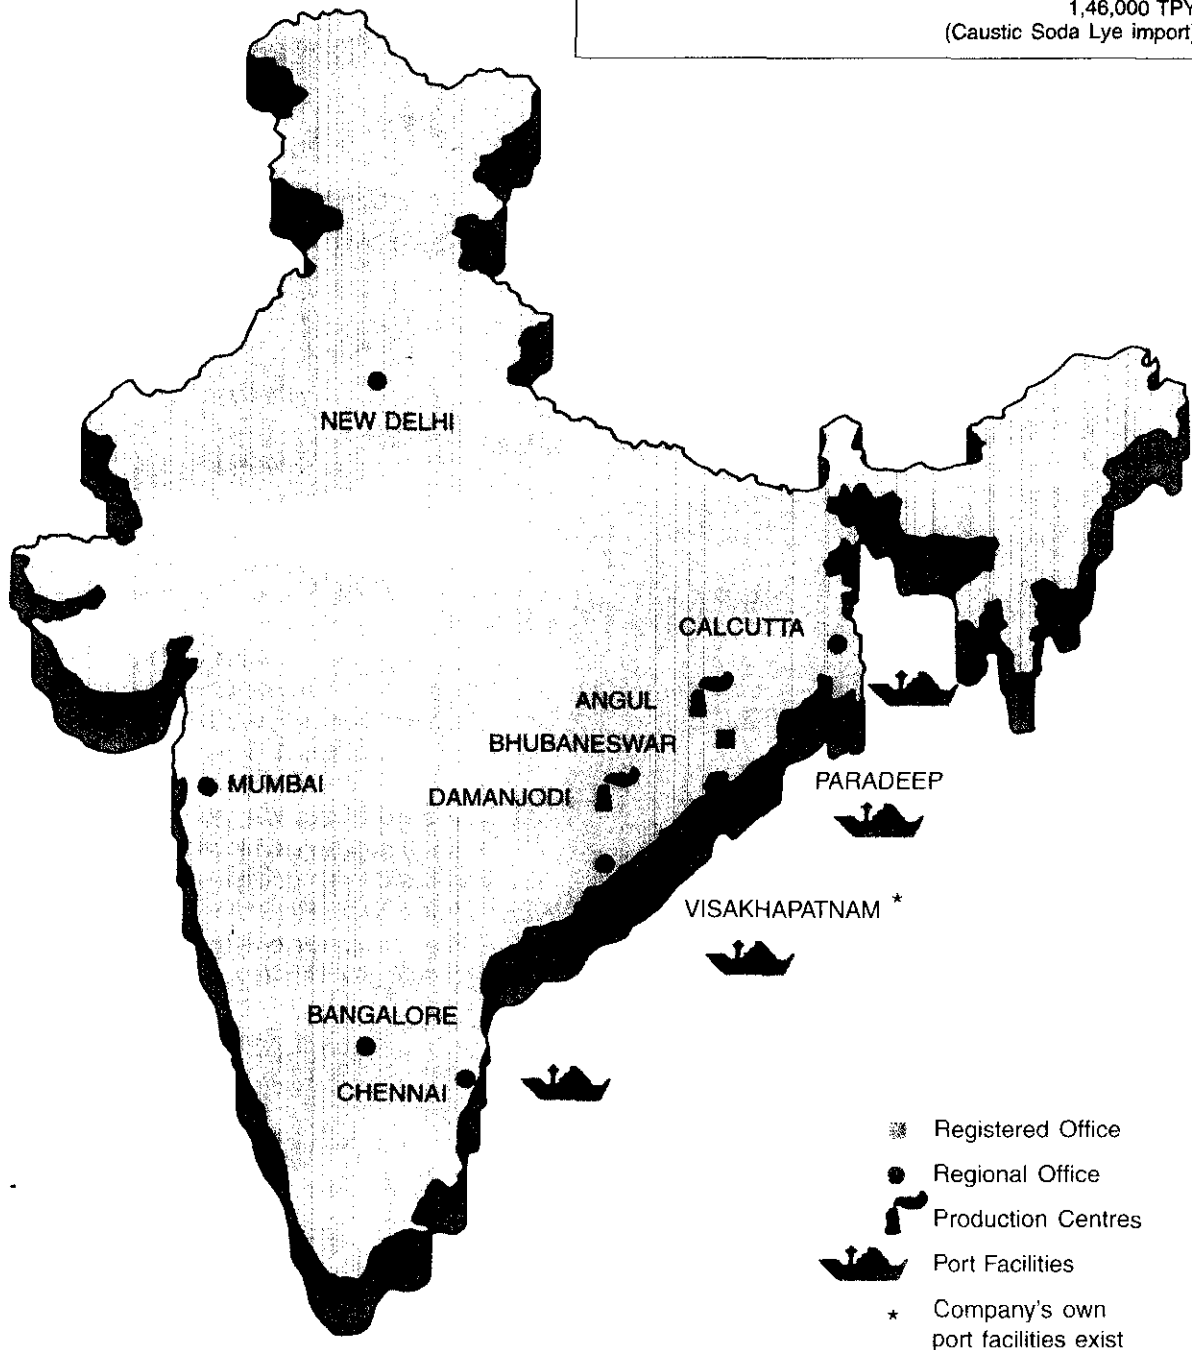 1,46,000 TPY
(Caustic Soda Lye import)
NEW DELHI
CALCUTTA
ANGUL
BHUBANESWAR
PARADEEP
MUMBAI
DAMANJODI
VISAKHAPATNAM *
BANGALORE
CHENNAI
Registered Office
Regional Office
Production Centres
Port Facilities
* Company's own
port facilities exist